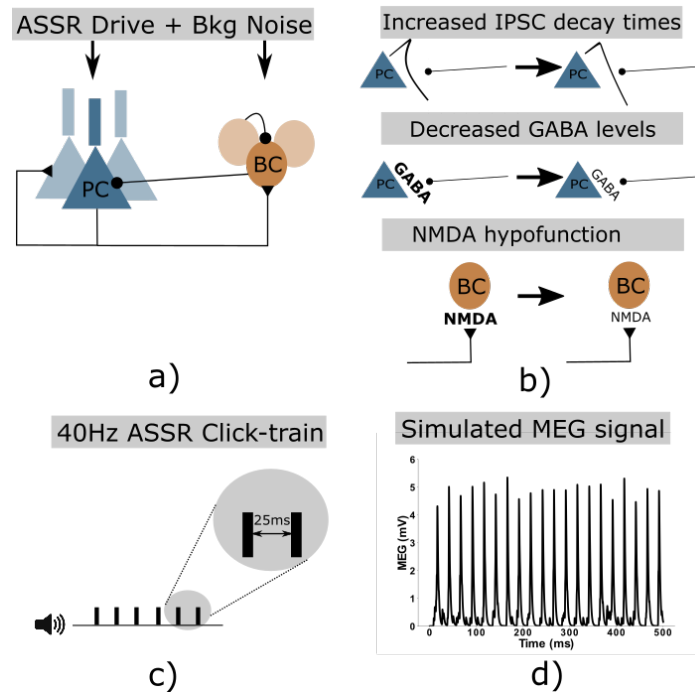 ASSR Drive + Bkg Noise
PC
BC
a)
Increased IPSC decay times
PC
PC
Decreased GABA levels
PC
GABA
PC
GABA
NMDA hypofunction
BC
NMDA
BC
NMDA
b)
40Hz ASSR Click-train
25ms
c)
Simulated MEG signal
MEG (mV)
6
5
4
3
2
1
0
0 100 200 300 400 500
Time (ms)
d)